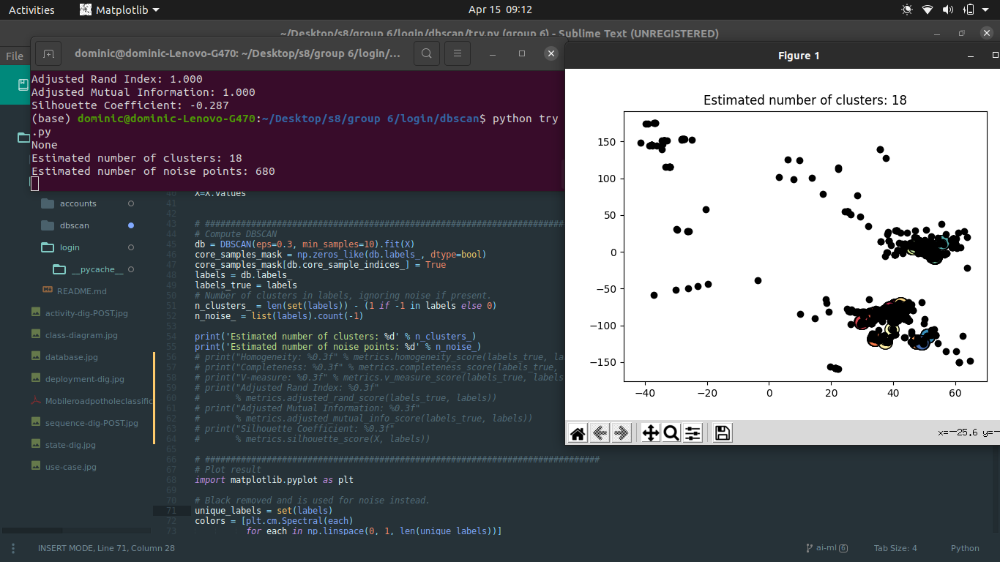 Activities
Matplotlib
Apr 15 09:12
~/Desktop/s8/group 6/login/dbscan/try.py (group 6) - Sublime Text (UNREGISTERED)
File
dominic@dominic-Lenovo-G470: ~/Desktop/s8/group 6/login/...
Adjusted Rand Index: 1.000
Adjusted Mutual Information: 1.000
Silhouette Coefficient: -0.287
(base) dominic@dominic-Lenovo-G470:~/Desktop/s8/group 6/login/dbscan$ python try
.py
None
Estimated number of clusters: 18
Estimated number of noise points: 680
accounts
dbscan
login
__pycache__
README.md
activity-dig-POST.jpg
class-diagram.jpg
database.jpg
deployment-dig.jpg
Mobileroadpotholeclassific
sequence-dig-POST.jpg
state-dig.jpg
use-case.jpg
40 X=X.values
41
42
43 # ######################################################################
44 # Compute DBSCAN
45 db = DBSCAN(eps=0.3, min_samples=10).fit(X)
46 core_samples_mask = np.zeros_like(db.labels_, dtype=bool)
47 core_samples_mask[db.core_sample_indices_] = True
48 labels = db.labels_
49 labels_true = labels
50 # Number of clusters in labels, ignoring noise if present.
51 n_clusters_ = len(set(labels)) - (1 if -1 in labels else 0)
52 n_noise_ = list(labels).count(-1)
53
54 print('Estimated number of clusters: %d' % n_clusters_)
55 print('Estimated number of noise points: %d' % n_noise_)
56 # print("Homogeneity: %0.3f" % metrics.homogeneity_score(labels_true, la
57 # print("Completeness: %0.3f" % metrics.completeness_score(labels_true,
58 # print("V-measure: %0.3f" % metrics.v_measure_score(labels_true, labels
59 # print("Adjusted Rand Index: %0.3f"
60 # % metrics.adjusted_rand_score(labels_true, labels))
61 # print("Adjusted Mutual Information: %0.3f"
62 # % metrics.adjusted_mutual_info_score(labels_true, labels))
63 # print("Silhouette Coefficient: %0.3f"
64 # % metrics.silhouette_score(X, labels))
65
66 # #############################################################################
67 # Plot result
68 import matplotlib.pyplot as plt
69
70 # Black removed and is used for noise instead.
71 unique_labels = set(labels)
72 colors = [plt.cm.Spectral(each)
73 for each in np.linspace(0, 1, len(unique_labels))]
Figure 1
Estimated number of clusters: 18
150
100
50
0
−50
−100
−150
−40 −20 0 20 40 60
x=−25.6 y=−
INSERT MODE, Line 71, Column 28
ai-ml 6
Tab Size: 4
Python